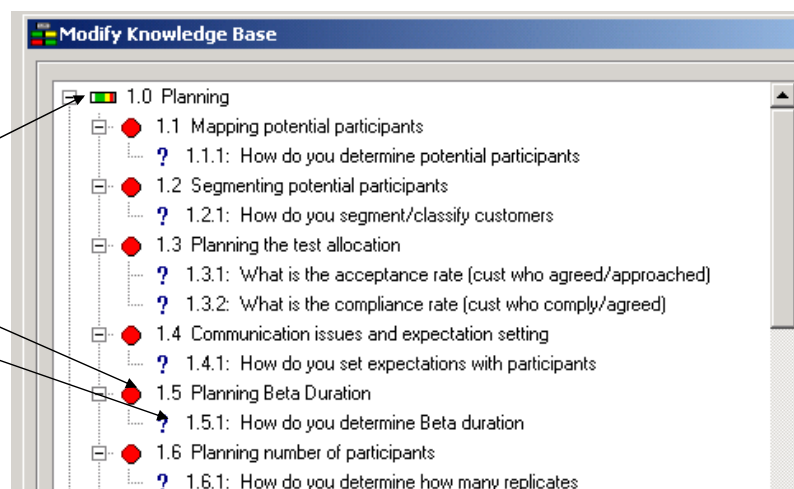 Modify Knowledge Base
1.0 Planning
1.1 Mapping potential participants
? 1.1.1: How do you determine potential participants
1.2 Segmenting potential participants
? 1.2.1: How do you segment/classify customers
1.3 Planning the test allocation
? 1.3.1: What is the acceptance rate (cust who agreed/approached)
? 1.3.2: What is the compliance rate (cust who comply/agreed)
1.4 Communication issues and expectation setting
? 1.4.1: How do you set expectations with participants
1.5 Planning Beta Duration
? 1.5.1: How do you determine Beta duration
1.6 Planning number of participants
? 1.6.1: How do you determine how many replicates